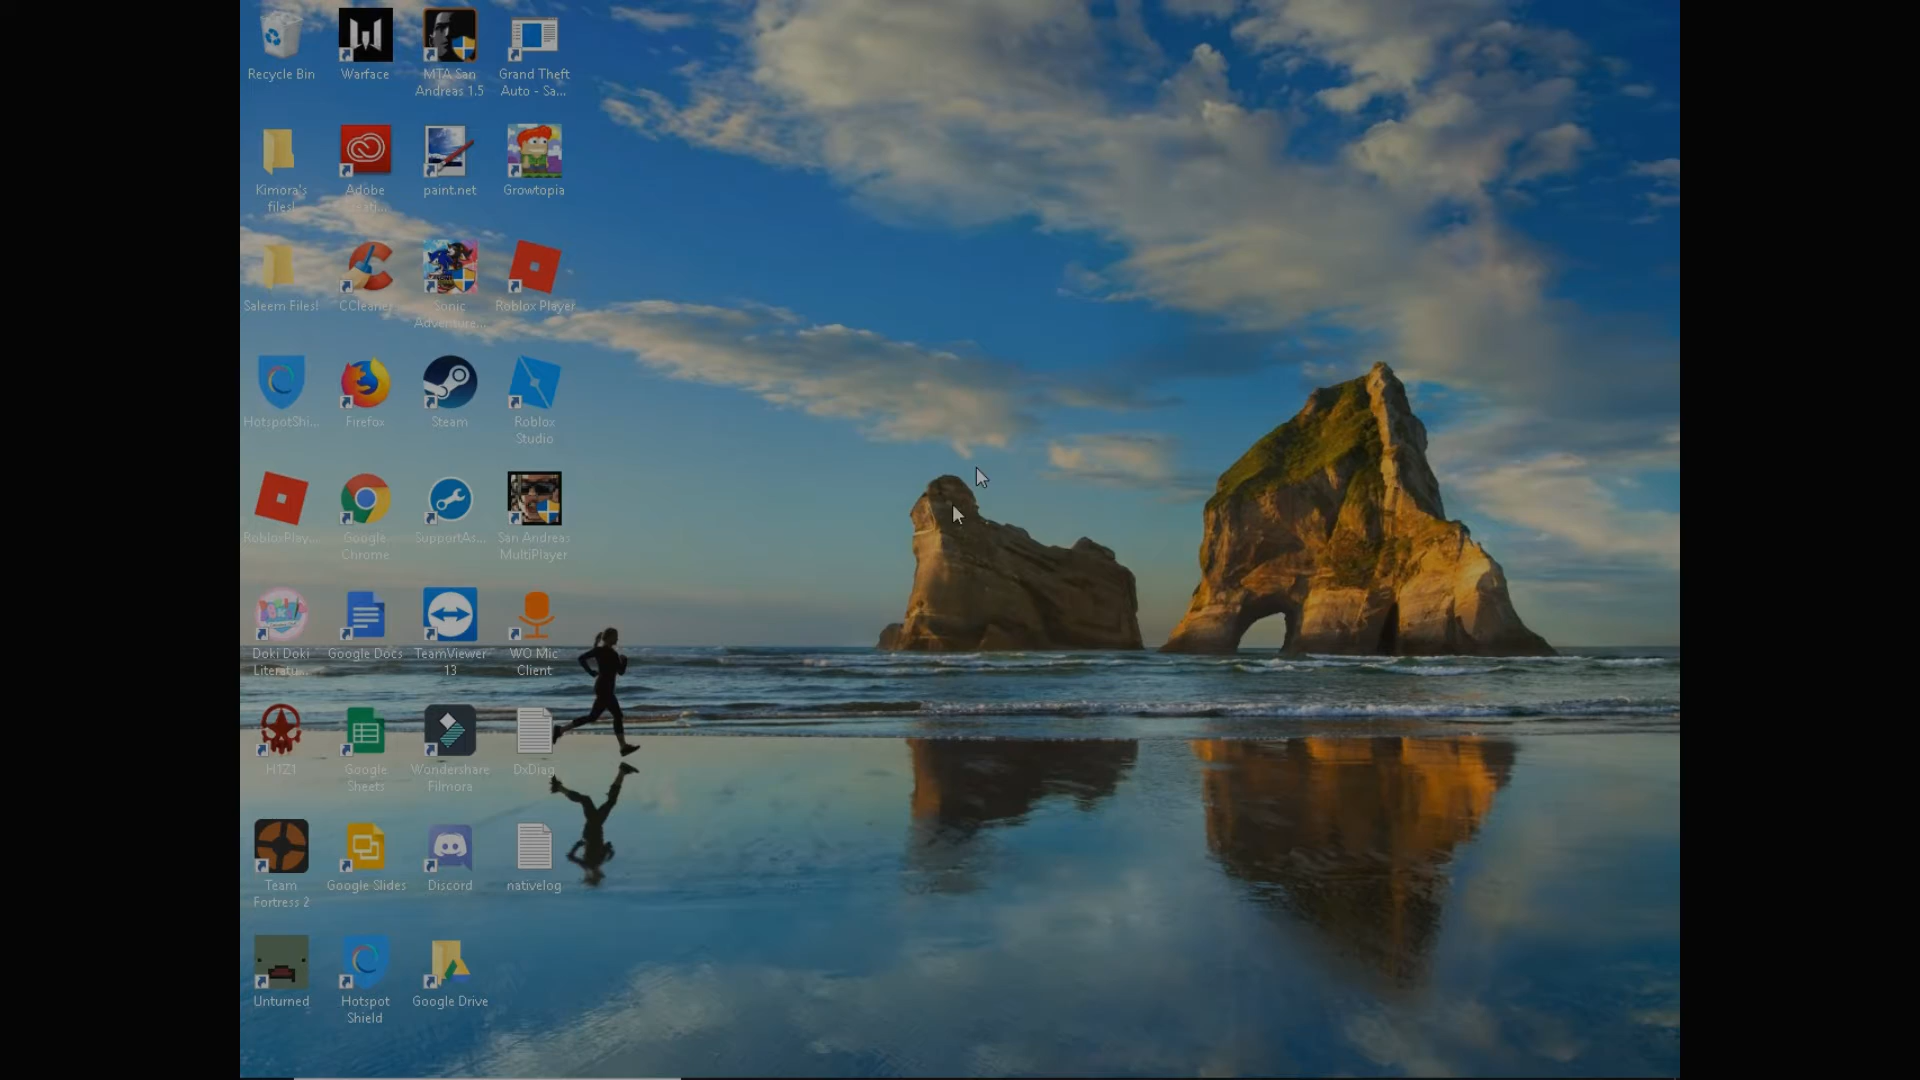 Recycle Bin
Warface
MTA San
Andreas 1.5
Grand Theft
Auto - Sa...
Kimora's
files!
Adobe
Creati...
paint.net
Growtopia
Saleem Files!
CCleaner
Sonic
Adventure...
Roblox Player
HotspotShi...
Firefox
Steam
Roblox
Studio
RobloxPlay...
Google
Chrome
SupportAs...
San Andreas
MultiPlayer
Doki Doki
Literatu...
Google Docs
TeamViewer
13
WO Mic
Client
H1Z1
Google
Sheets
Wondershare
Filmora
DxDiag
Team
Fortress 2
Google Slides
Discord
nativelog
Unturned
Hotspot
Shield
Google Drive